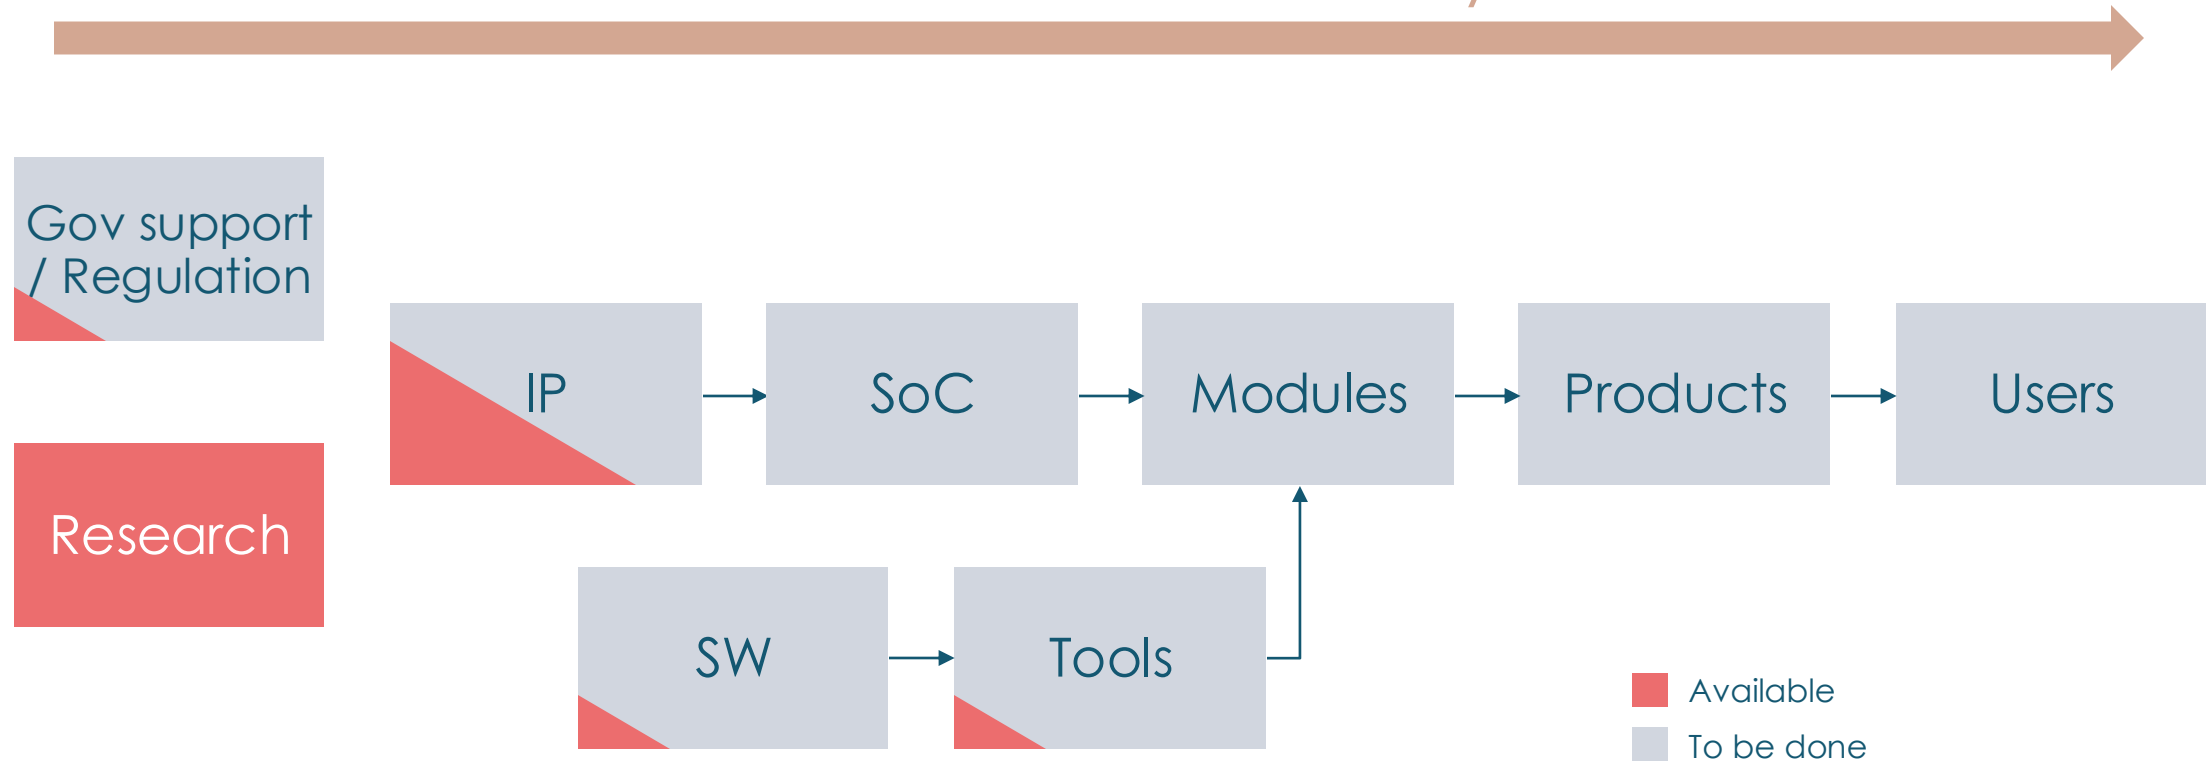 Gov support
/ Regulation
IP
SoC
Modules
Products
Users
Research
SW
Tools
Available
To be done